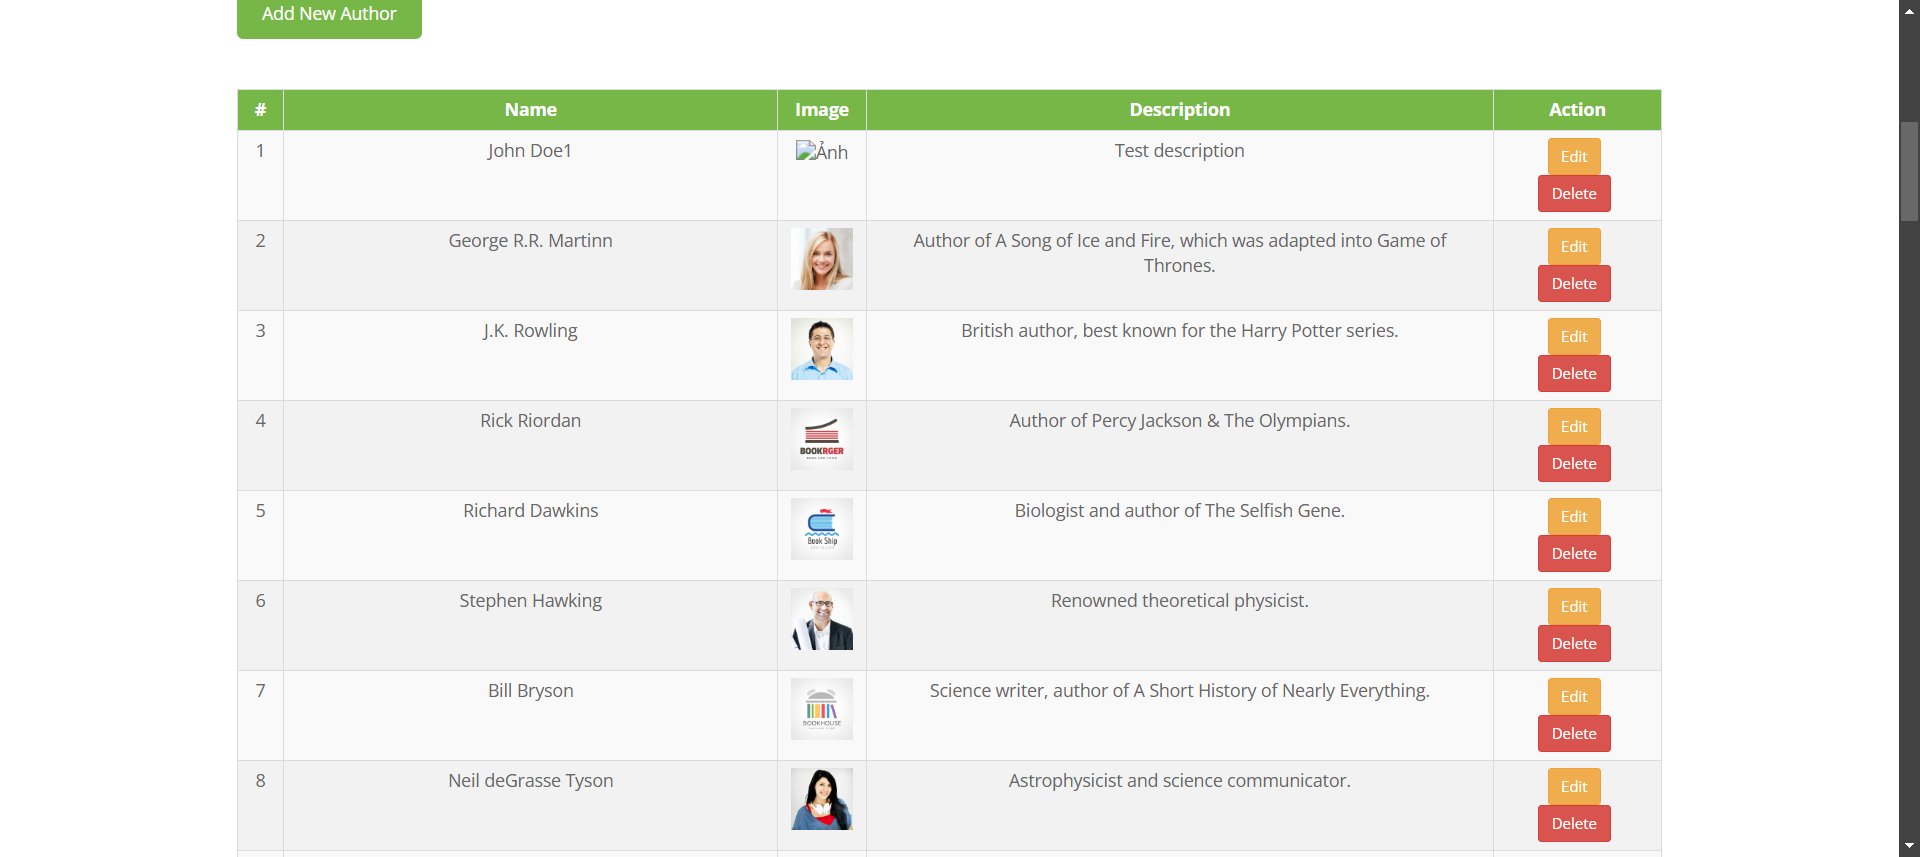 Add New Author
# Name Image Description Action
1 John Doe1 Ảnh Test description Edit
Delete
2 George R.R. Martinn Author of A Song of Ice and Fire, which was adapted into Game of Edit
Thrones.
Delete
3 J.K. Rowling British author, best known for the Harry Potter series. Edit
Delete
4 Rick Riordan Author of Percy Jackson & The Olympians. Edit
BOOKRGER
Delete
5 Richard Dawkins Biologist and author of The Selfish Gene. Edit
Book Ship
Delete
6 Stephen Hawking Renowned theoretical physicist. Edit
Delete
7 Bill Bryson Science writer, author of A Short History of Nearly Everything. Edit
BOOKHOUSE
Delete
8 Neil deGrasse Tyson Astrophysicist and science communicator. Edit
Delete